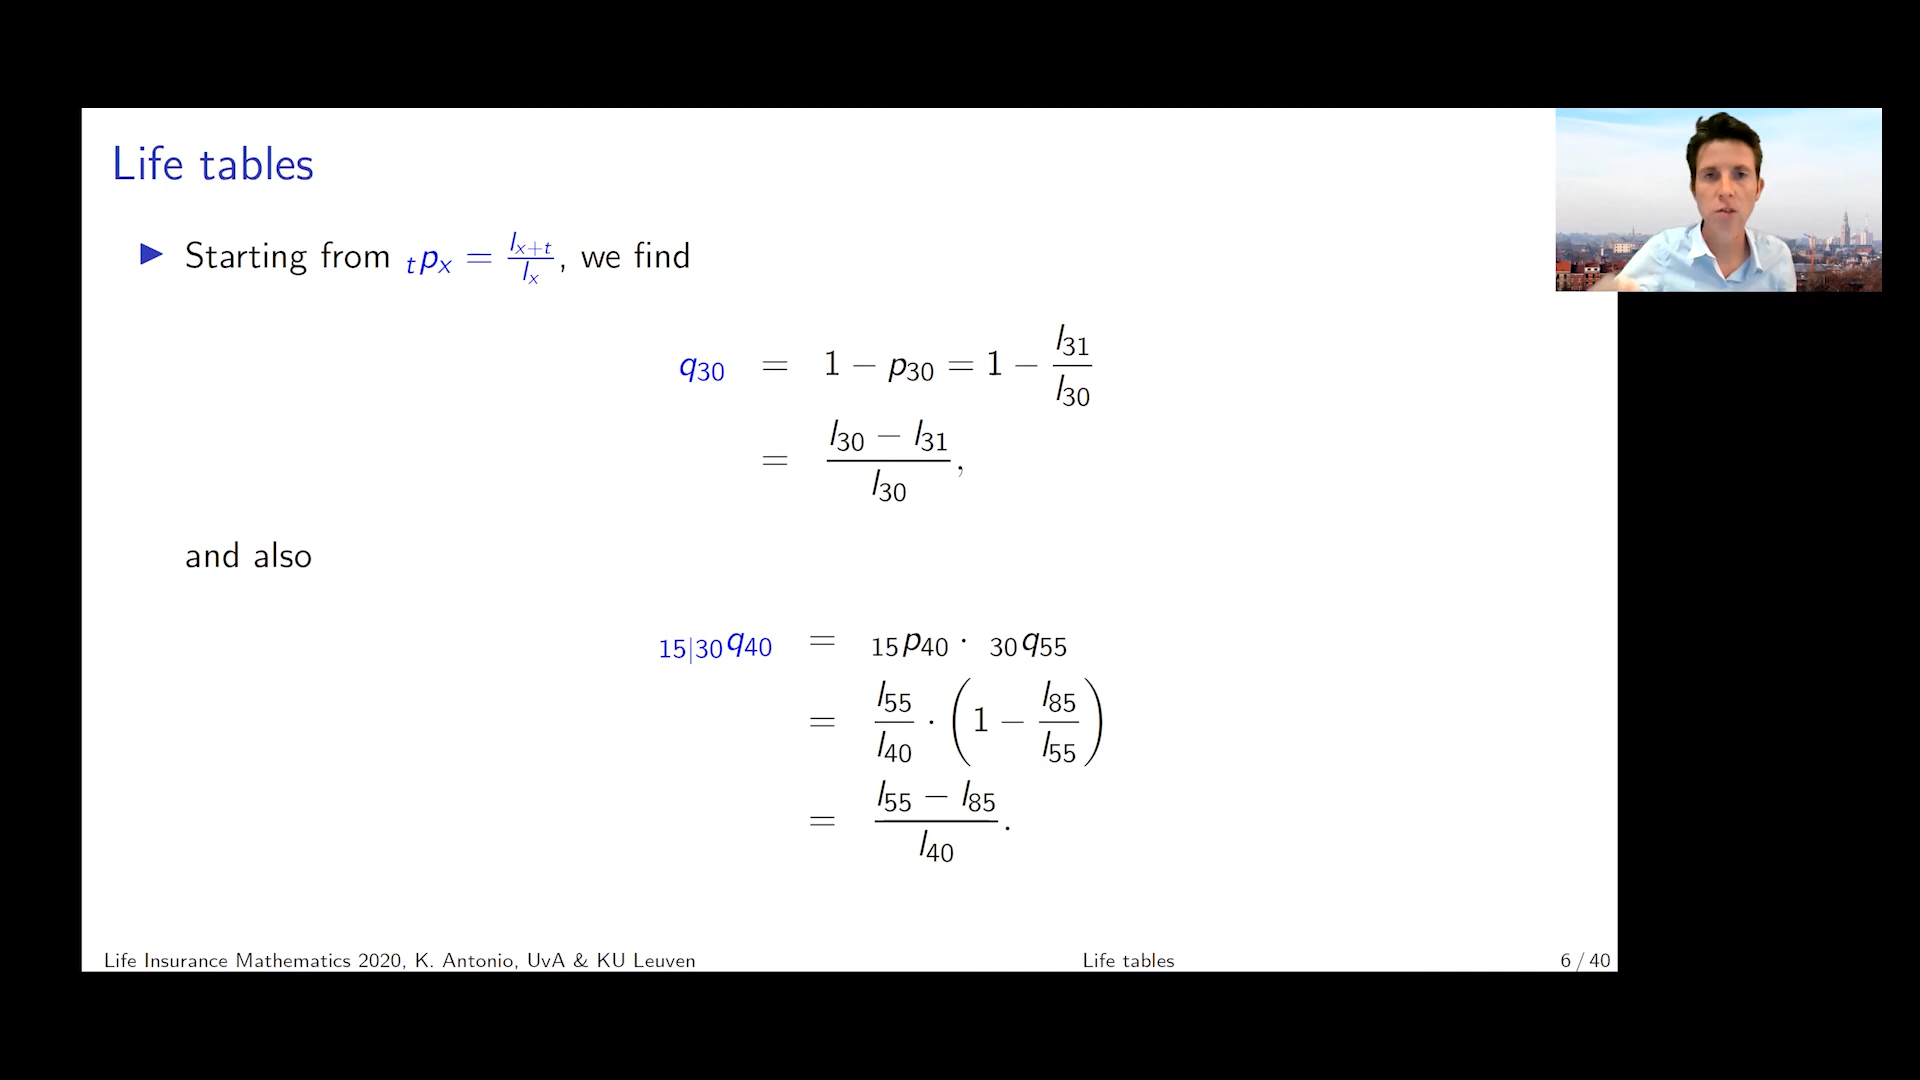 Life tables
▶ Starting from ₜpₓ = lₓ₊ₜ / lₓ, we find
q₃₀ = 1 − p₃₀ = 1 − l₃₁ / l₃₀
= (l₃₀ − l₃₁) / l₃₀,
and also
₁₅|₃₀q₄₀ = ₁₅p₄₀ · ₃₀q₅₅
= l₅₅ / l₄₀ · (1 − l₈₅ / l₅₅)
= (l₅₅ − l₈₅) / l₄₀.
Life Insurance Mathematics 2020, K. Antonio, UvA & KU Leuven Life tables 6 / 40